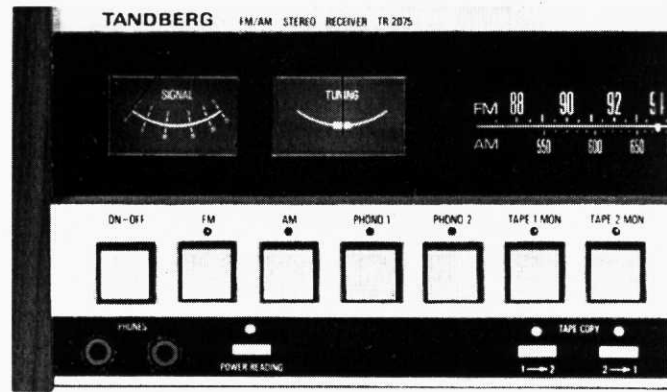 TANDBERG FM/AM STEREO RECEIVER TR 2075
SIGNAL TUNING
FM 88 90 92
AM 550 600 650
ON-OFF FM AM PHONO 1 PHONO 2 TAPE 1 MON TAPE 2 MON
PHONES TAPE COPY
POWER READING 1→2 2→1